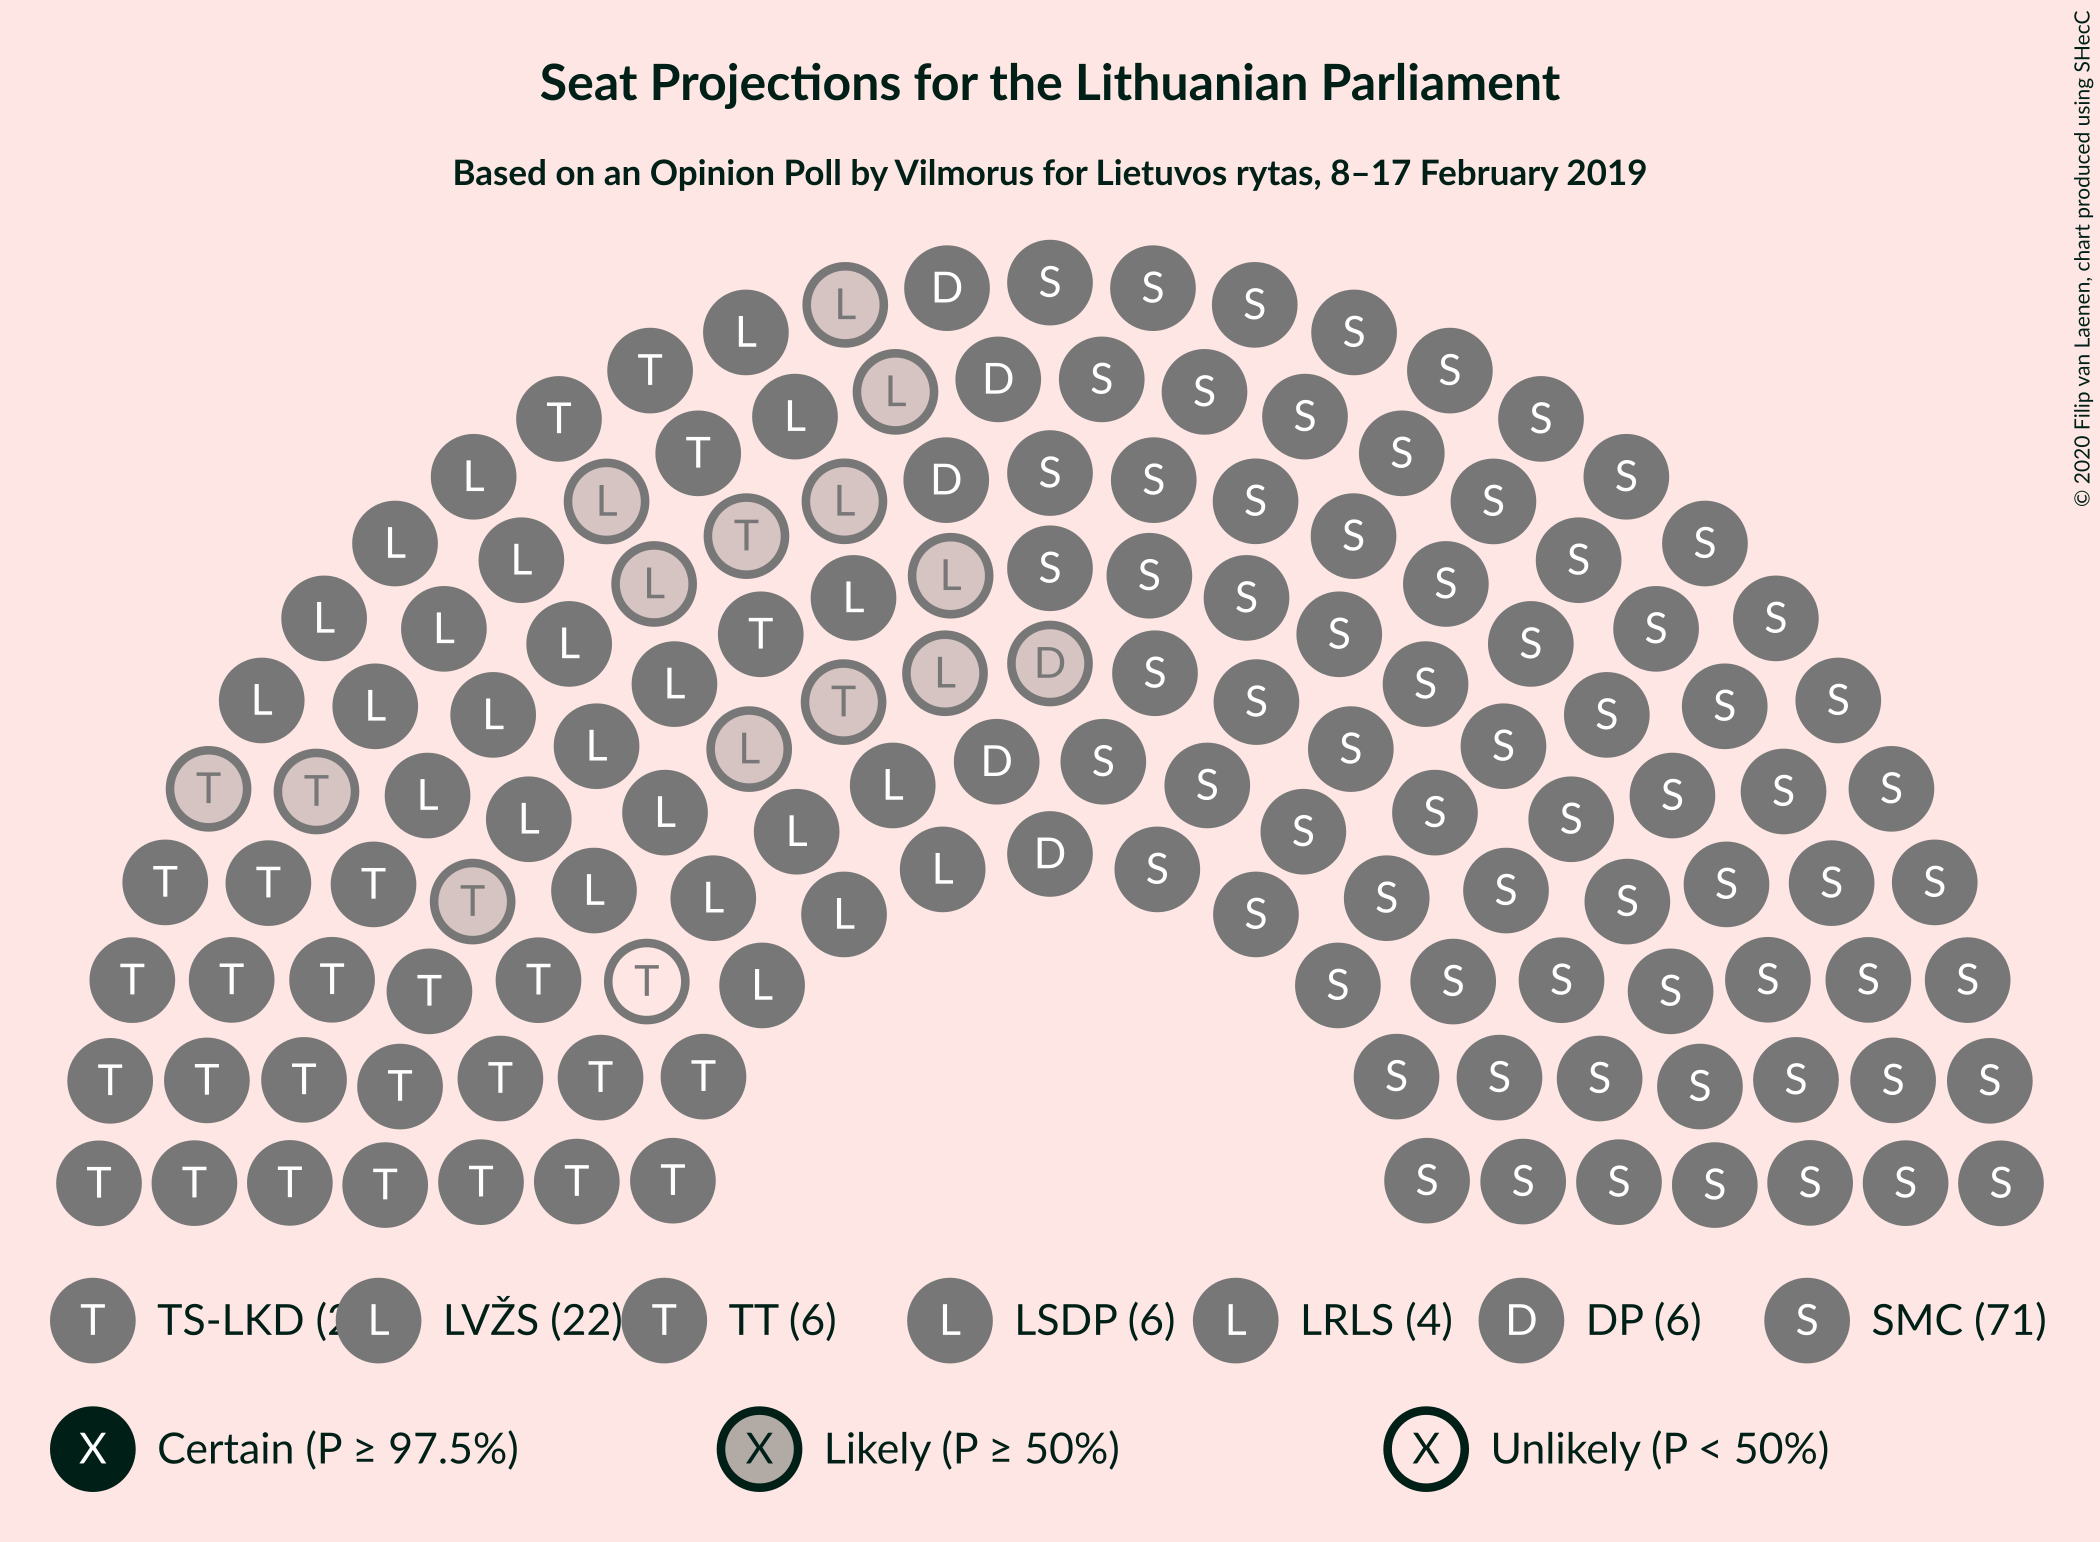 Seat Projections for the Lithuanian Parliament
Based on an Opinion Poll by Vilmorus for Lietuvos rytas, 8–17 February 2019
© 2020 Filip van Laenen, chart produced using SHecC
L D S S S
L S
T L D S S S
T L S S
L T D S S S S
L L S S
L L T L S S S S S
L L L L T L S S S S S S
L L L L T L D S S S S S S
T T L L L L D S S S S S S S
L L L S S S
T T T T L L L L D S S S S S S S S
T T T T T T L S S S S S S S
T T T T T T T S S S S S S S
T T T T T T T S S S S S S S
T TS-LKD L LVŽS (22) T TT (6) L LSDP (6) L LRLS (4) D DP (6) S SMC (71)
X Certain (P ≥ 97.5%) X Likely (P ≥ 50%) X Unlikely (P < 50%)